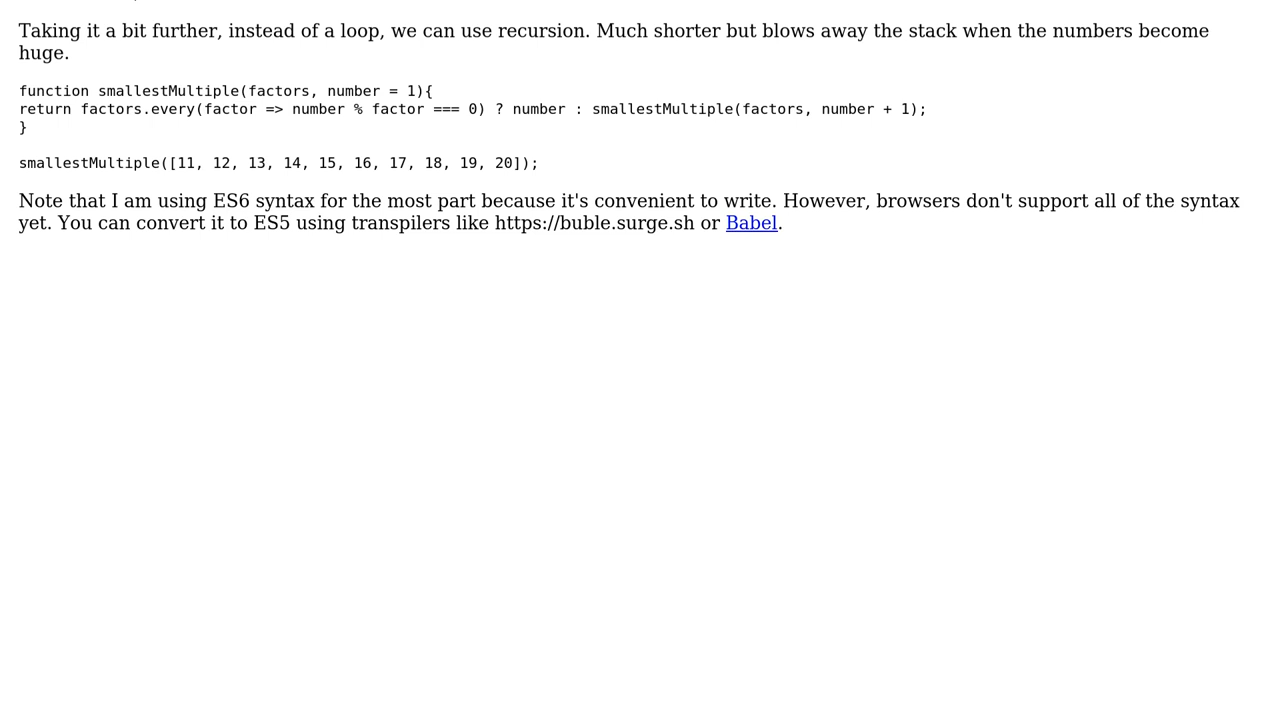 Taking it a bit further, instead of a loop, we can use recursion. Much shorter but blows away the stack when the numbers become
huge.
function smallestMultiple(factors, number = 1){
return factors.every(factor => number % factor === 0) ? number : smallestMultiple(factors, number + 1);
}
smallestMultiple([11, 12, 13, 14, 15, 16, 17, 18, 19, 20]);
Note that I am using ES6 syntax for the most part because it's convenient to write. However, browsers don't support all of the syntax
yet. You can convert it to ES5 using transpilers like https://buble.surge.sh or Babel.